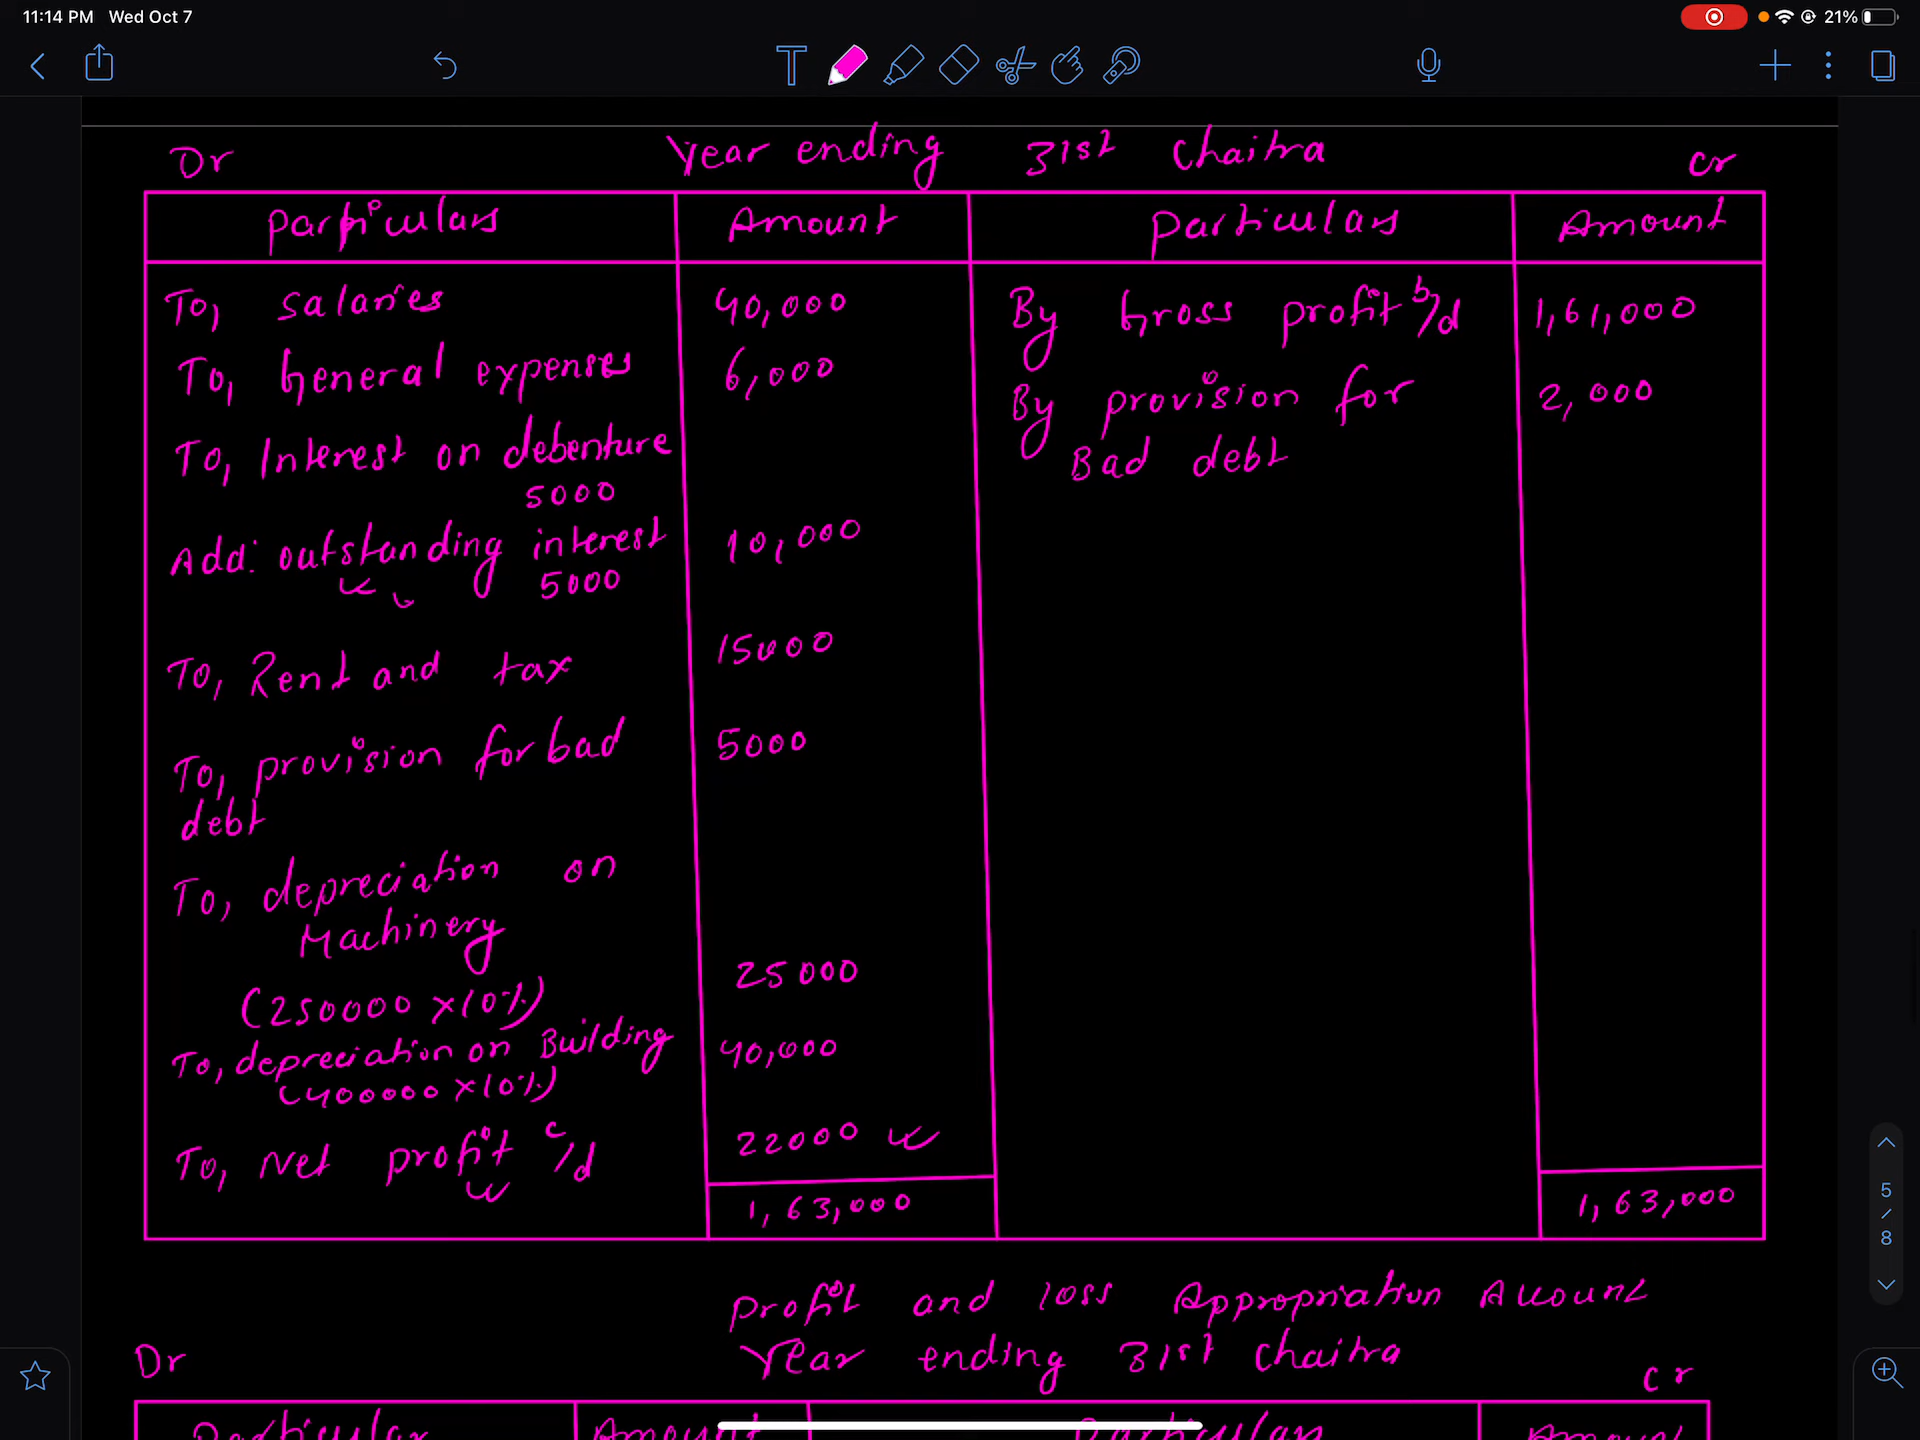 11:14 PM Wed Oct 7
21%
Dr Year ending 31st Chaitra cr
Particulars Amount Particulars Amount
To, salaries 40,000 By Gross profit b/d 1,61,000
To, General expenses 6,000 By provision for 2,000
Bad debt
To, Interest on debenture
5000
Add: outstanding interest 10,000
5000
To, Rent and tax 15000
To, provision for bad 5000
debt
To, depreciation on
Machinery
(250000 x10%) 25000
To, depreciation on Building 40,000
(400000 x10%)
To, Net profit c/d 22000
1,63,000 1,63,000
5
/
8
profit and loss Appropriation Account
Dr Year ending 31st Chaitra cr
Particular Amount Particulars Amount